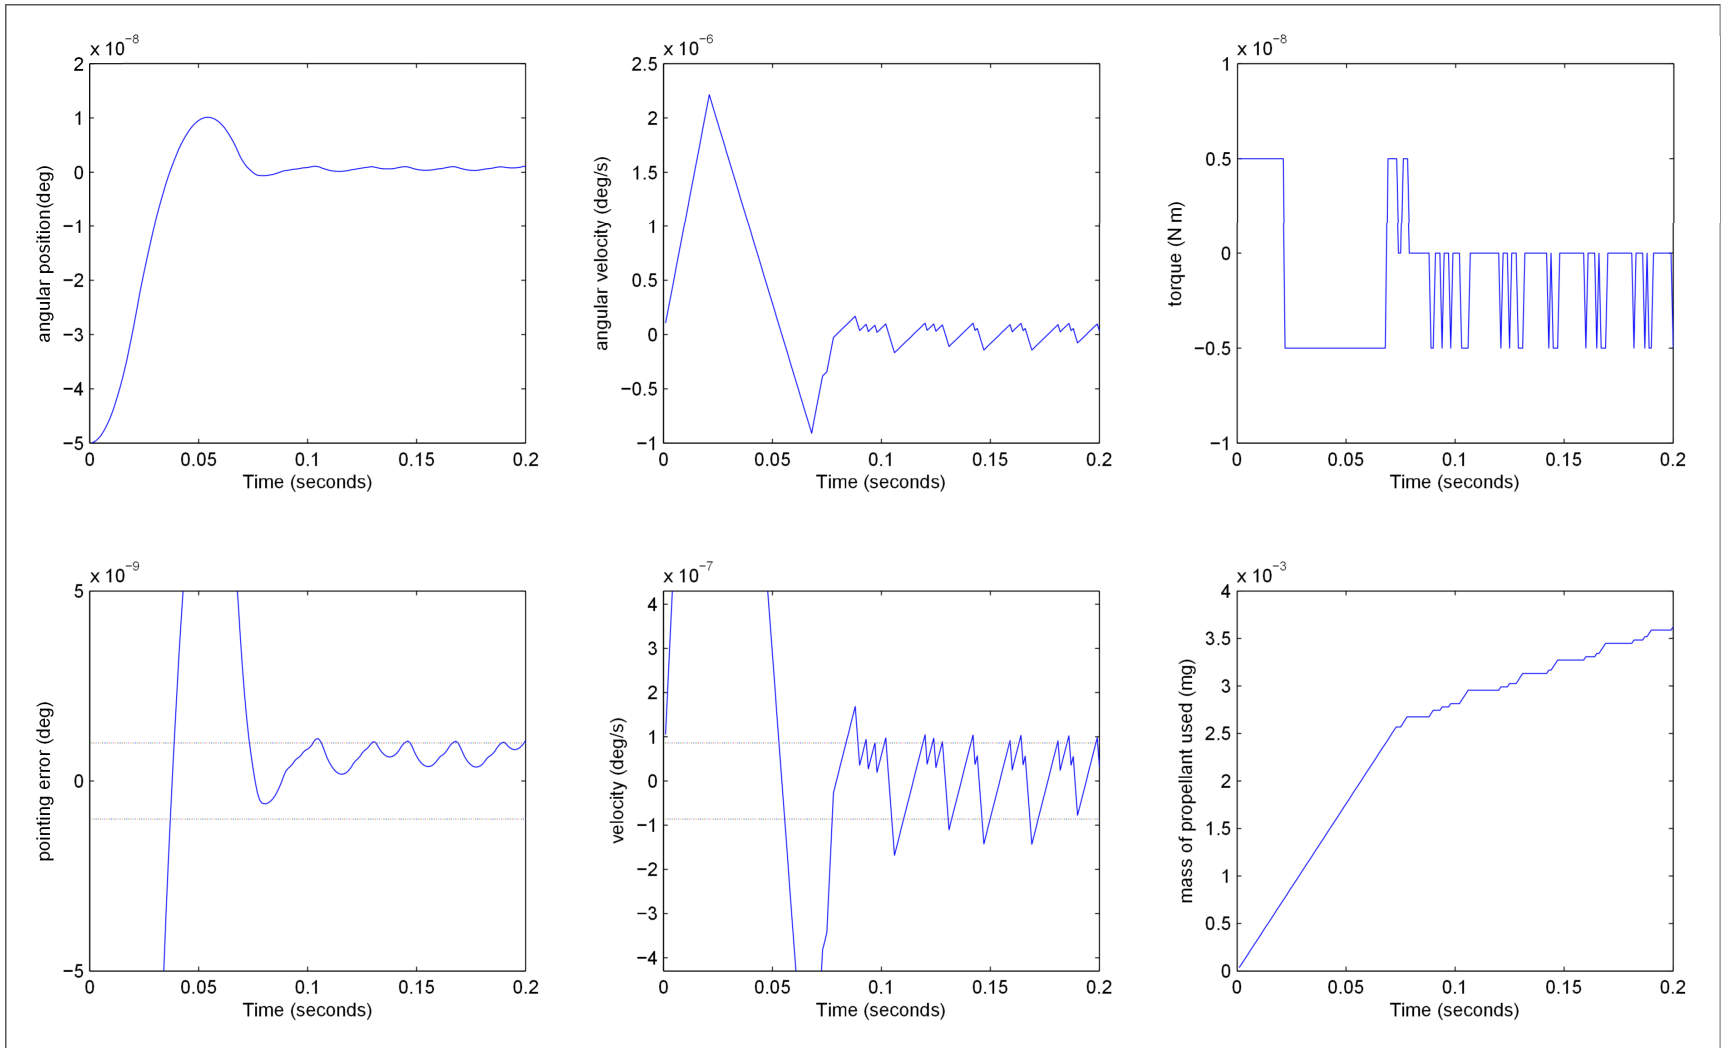 x 10⁻⁸
2
1
0
−1
−2
−3
−4
−5
angular position(deg)
0 0.05 0.1 0.15 0.2
Time (seconds)
x 10⁻⁶
2.5
2
1.5
1
0.5
0
−0.5
−1
angular velocity (deg/s)
0 0.05 0.1 0.15 0.2
Time (seconds)
x 10⁻⁸
1
0.5
0
−0.5
−1
torque (N m)
0 0.05 0.1 0.15 0.2
Time (seconds)
x 10⁻⁹
5
0
−5
pointing error (deg)
0 0.05 0.1 0.15 0.2
Time (seconds)
x 10⁻⁷
4
3
2
1
0
−1
−2
−3
−4
velocity (deg/s)
0 0.05 0.1 0.15 0.2
Time (seconds)
x 10⁻³
4
3.5
3
2.5
2
1.5
1
0.5
0
mass of propellant used (mg)
0 0.05 0.1 0.15 0.2
Time (seconds)